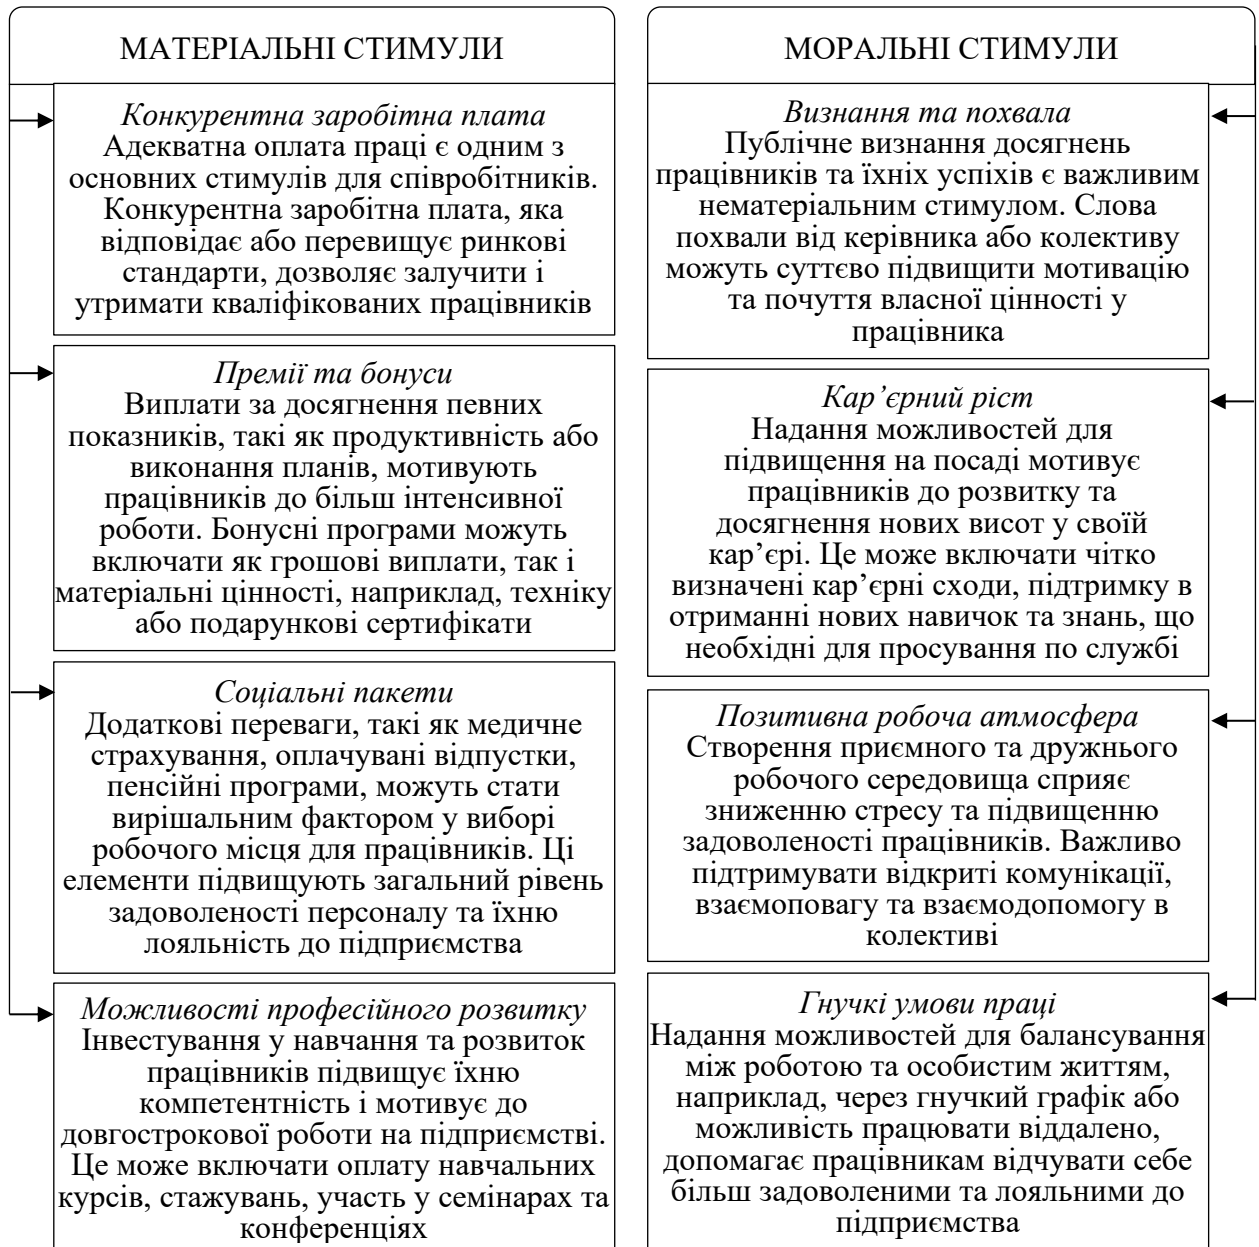 МАТЕРІАЛЬНІ СТИМУЛИ
Конкурентна заробітна плата
Адекватна оплата праці є одним з
основних стимулів для співробітників.
Конкурентна заробітна плата, яка
відповідає або перевищує ринкові
стандарти, дозволяє залучити і
утримати кваліфікованих працівників
Премії та бонуси
Виплати за досягнення певних
показників, такі як продуктивність або
виконання планів, мотивують
працівників до більш інтенсивної
роботи. Бонусні програми можуть
включати як грошові виплати, так і
матеріальні цінності, наприклад, техніку
або подарункові сертифікати
Соціальні пакети
Додаткові переваги, такі як медичне
страхування, оплачувані відпустки,
пенсійні програми, можуть стати
вирішальним фактором у виборі
робочого місця для працівників. Ці
елементи підвищують загальний рівень
задоволеності персоналу та їхню
лояльність до підприємства
Можливості професійного розвитку
Інвестування у навчання та розвиток
працівників підвищує їхню
компетентність і мотивує до
довгострокової роботи на підприємстві.
Це може включати оплату навчальних
курсів, стажувань, участь у семінарах та
конференціях
МОРАЛЬНІ СТИМУЛИ
Визнання та похвала
Публічне визнання досягнень
працівників та їхніх успіхів є важливим
нематеріальним стимулом. Слова
похвали від керівника або колективу
можуть суттєво підвищити мотивацію
та почуття власної цінності у
працівника
Кар’єрний ріст
Надання можливостей для
підвищення на посаді мотивує
працівників до розвитку та
досягнення нових висот у своїй
кар’єрі. Це може включати чітко
визначені кар’єрні сходи, підтримку в
отриманні нових навичок та знань, що
необхідні для просування по службі
Позитивна робоча атмосфера
Створення приємного та дружнього
робочого середовища сприяє
зниженню стресу та підвищенню
задоволеності працівників. Важливо
підтримувати відкриті комунікації,
взаємоповагу та взаємодопомогу в
колективі
Гнучкі умови праці
Надання можливостей для балансування
між роботою та особистим життям,
наприклад, через гнучкий графік або
можливість працювати віддалено,
допомагає працівникам відчувати себе
більш задоволеними та лояльними до
підприємства